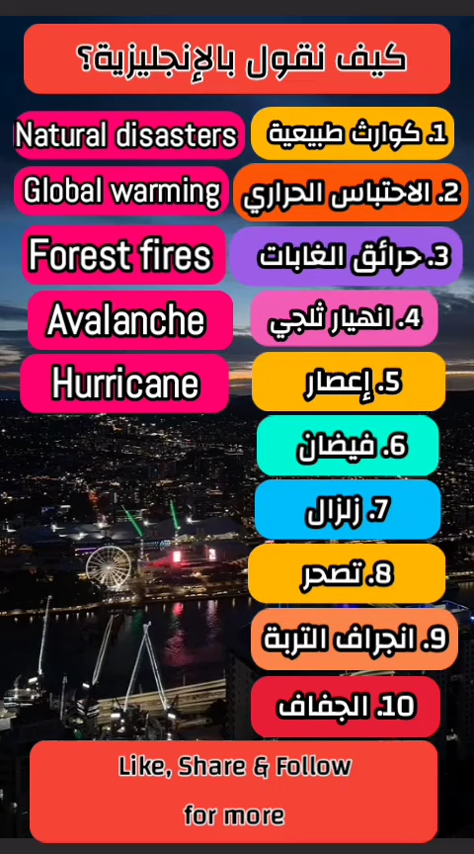 كيف نقول بالإنجليزية؟
Natural disasters 1. كوارث طبيعية
Global warming 2. الاحتباس الحراري
Forest fires 3. حرائق الغابات
Avalanche 4. انهيار ثلجي
Hurricane 5. إعصار
6. فيضان
7. زلزال
8. تصحر
9. انجراف التربة
10. الجفاف
Like, Share & Follow
for more